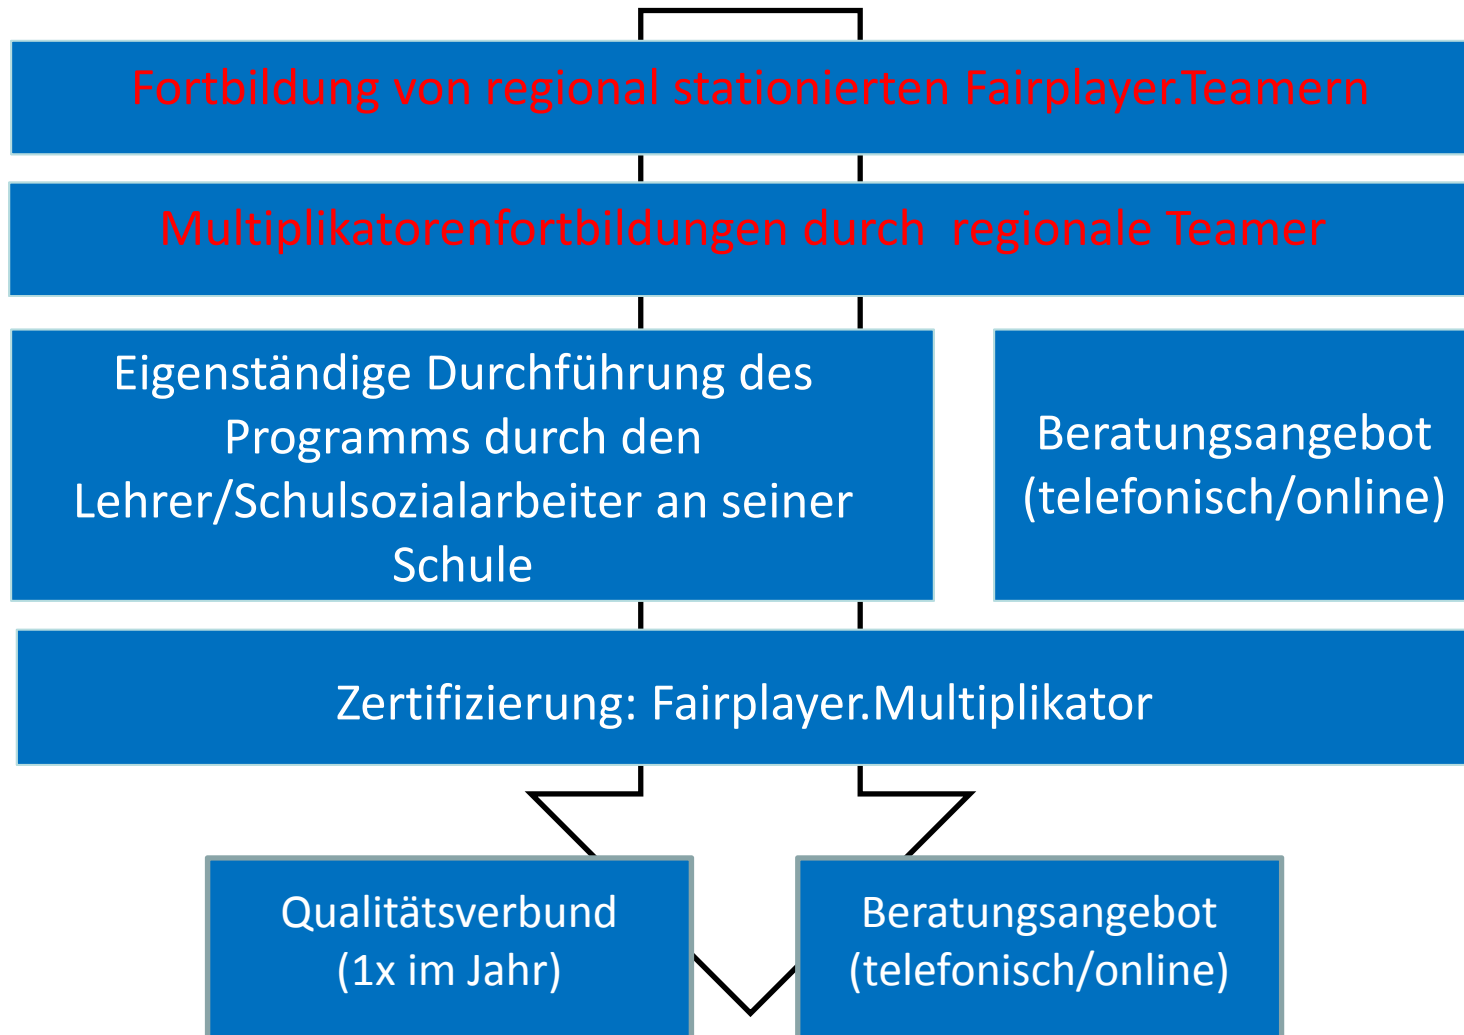 Fortbildung von regional stationierten Fairplayer.Teamern
Multiplikatorenfortbildungen durch regionale Teamer
Eigenständige Durchführung des
Programms durch den
Lehrer/Schulsozialarbeiter an seiner
Schule
Beratungsangebot
(telefonisch/online)
Zertifizierung: Fairplayer.Multiplikator
Qualitätsverbund
(1x im Jahr)
Beratungsangebot
(telefonisch/online)